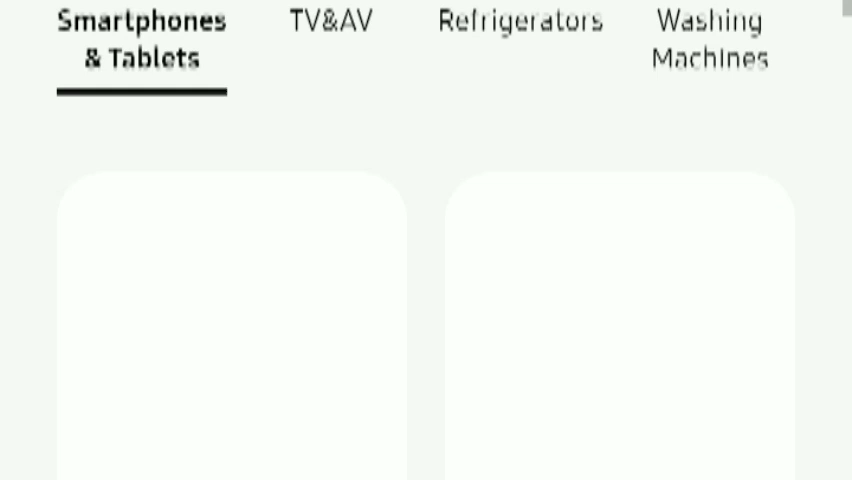 Smartphones
& Tablets
TV&AV
Refrigerators
Washing
Machines